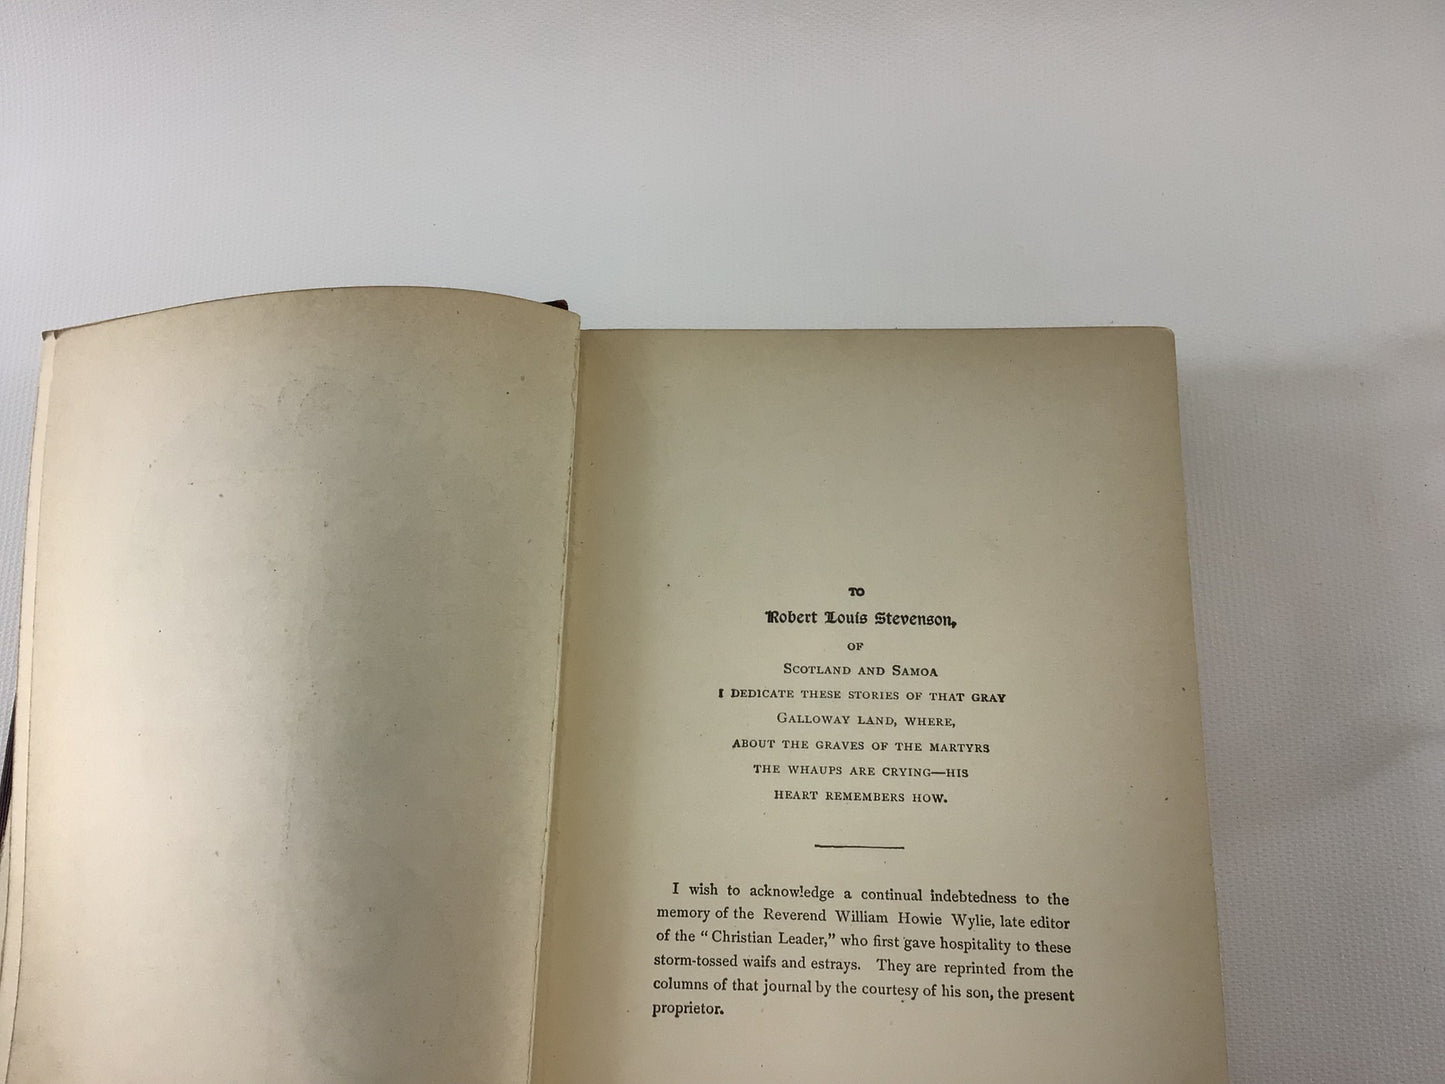 TO
Robert Louis Stevenson,
OF
SCOTLAND AND SAMOA
I DEDICATE THESE STORIES OF THAT GRAY
GALLOWAY LAND, WHERE,
ABOUT THE GRAVES OF THE MARTYRS
THE WHAUPS ARE CRYING—HIS
HEART REMEMBERS HOW.
I wish to acknowledge a continual indebtedness to the
memory of the Reverend William Howie Wylie, late editor
of the “Christian Leader,” who first gave hospitality to these
storm-tossed waifs and estrays. They are reprinted from the
columns of that journal by the courtesy of his son, the present
proprietor.